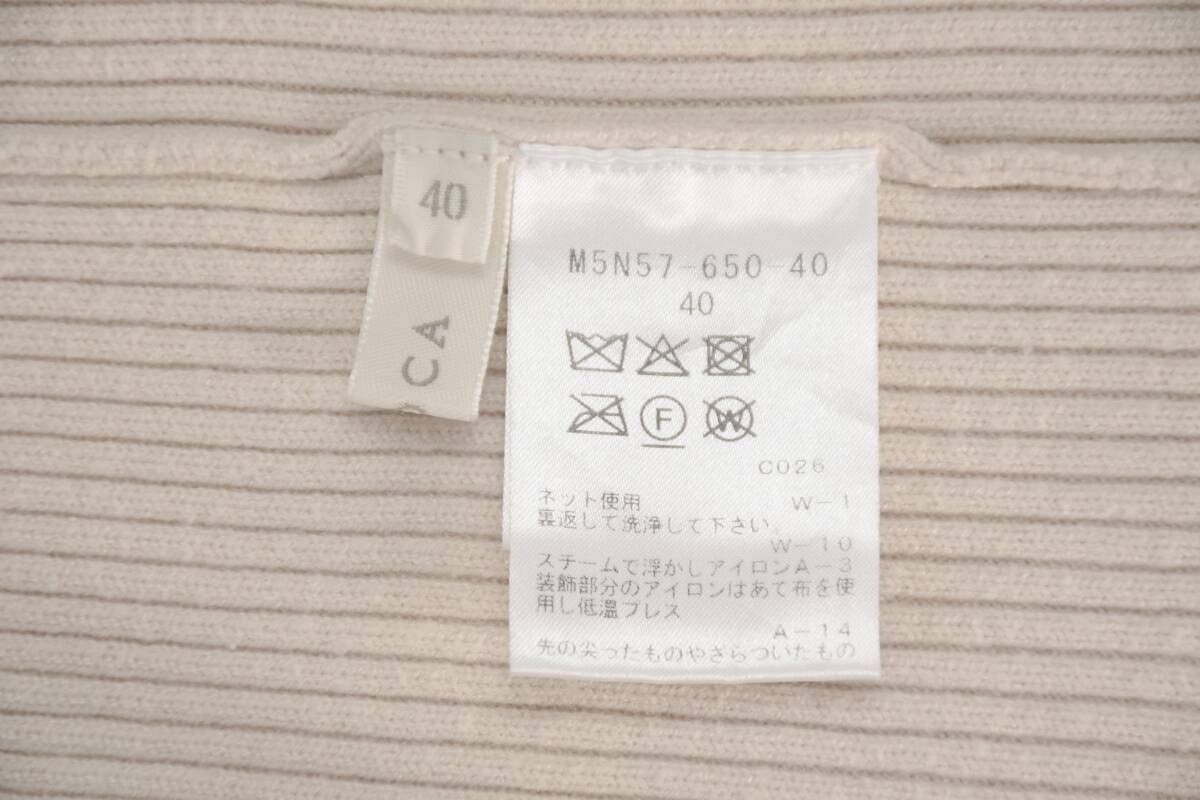 40
CA
M5N57-650-40
40
F
W
C026
ネット使用 W-1
裏返して洗浄して下さい。
W-10
スチームで浮かしアイロンA-3
装飾部分のアイロンはあて布を使
用し低温プレス
A-14
先の尖ったものやざらついたもの